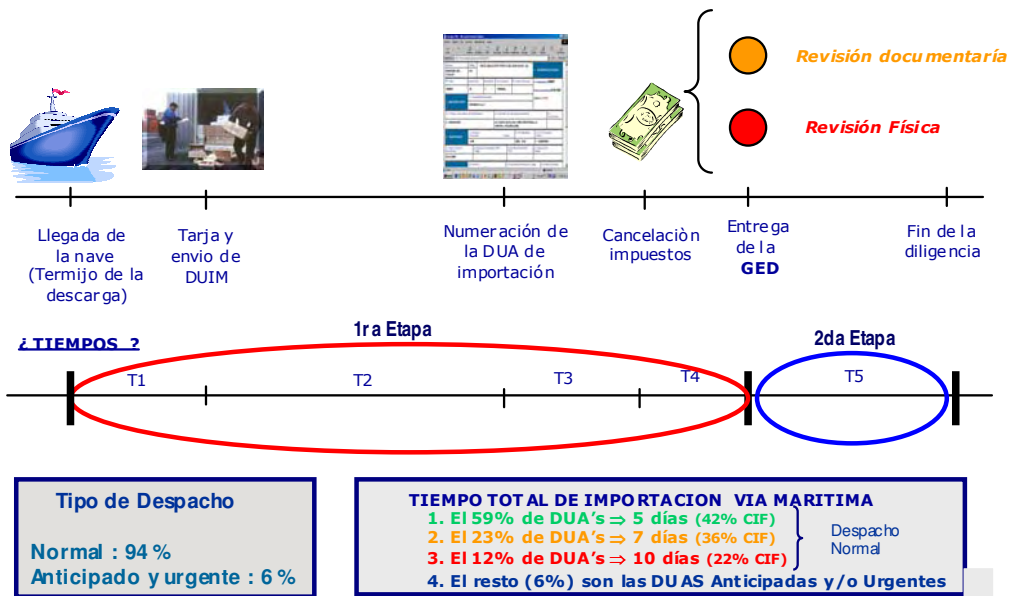 Revisión documentaría
Revisión Física
Llegada de
la nave
(Termijo de la
descarga)
Tarja y
envio de
DUIM
Numeración de
la DUA de
importación
Cancelaciòn
impuestos
Entrega
de la
GED
Fin de la
diligencia
¿ TIEMPOS ?
1ra Etapa
2da Etapa
T1
T2
T3
T4
T5
Tipo de Despacho
Normal : 94 %
Anticipado y urgente : 6 %
TIEMPO TOTAL DE IMPORTACION VIA MARITIMA
1. El 59% de DUA’s ⇒ 5 días (42% CIF)
2. El 23% de DUA’s ⇒ 7 días (36% CIF)
3. El 12% de DUA’s ⇒ 10 días (22% CIF)
Despacho
Normal
4. El resto (6%) son las DUAS Anticipadas y/o Urgentes